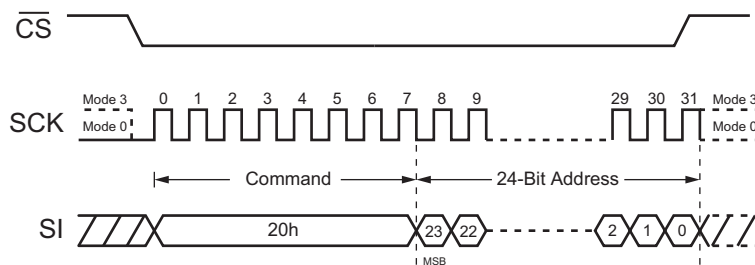 CS
0 1 2 3 4 5 6 7 8 9 29 30 31
Mode 3 Mode 3
SCK
Mode 0 Mode 0
Command 24-Bit Address
SI 20h 23 22 2 1 0
MSB